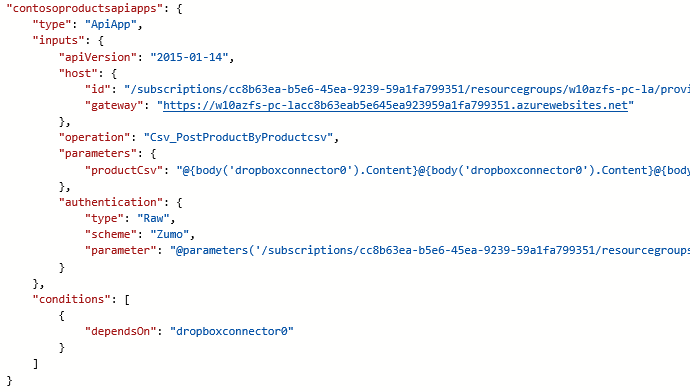 "contosoproductsapiapps": {
"type": "ApiApp",
"inputs": {
"apiVersion": "2015-01-14",
"host": {
"id": "/subscriptions/cc8b63ea-b5e6-45ea-9239-59a1fa799351/resourcegroups/w10azfs-pc-la/provi
"gateway": "https://w10azfs-pc-lacc8b63eab5e645ea923959a1fa799351.azurewebsites.net"
},
"operation": "Csv_PostProductByProductcsv",
"parameters": {
"productCsv": "@{body('dropboxconnector0').Content}@{body('dropboxconnector0').Content}@{body
},
"authentication": {
"type": "Raw",
"scheme": "Zumo",
"parameter": "@parameters('/subscriptions/cc8b63ea-b5e6-45ea-9239-59a1fa799351/resourcegroups
}
},
"conditions": [
{
"dependsOn": "dropboxconnector0"
}
]
}